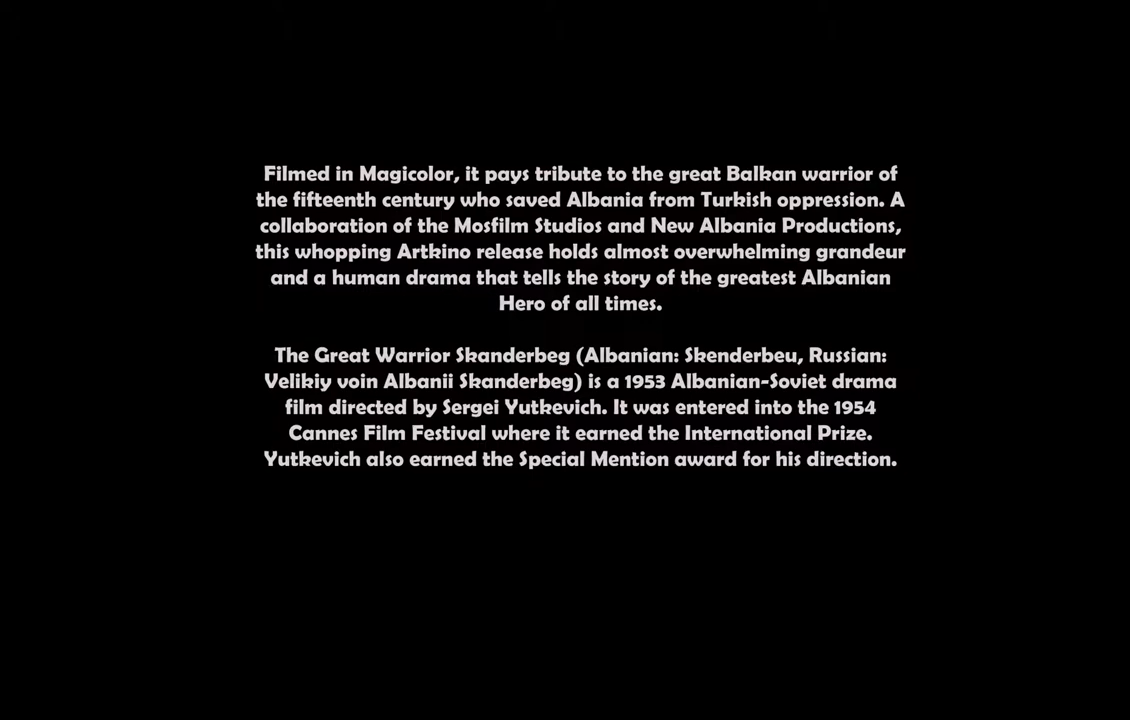 Filmed in Magicolor, it pays tribute to the great Balkan warrior of
the fifteenth century who saved Albania from Turkish oppression. A
collaboration of the Mosfilm Studios and New Albania Productions,
this whopping Artkino release holds almost overwhelming grandeur
and a human drama that tells the story of the greatest Albanian
Hero of all times.
The Great Warrior Skanderbeg (Albanian: Skenderbeu, Russian:
Velikiy voin Albanii Skanderbeg) is a 1953 Albanian-Soviet drama
film directed by Sergei Yutkevich. It was entered into the 1954
Cannes Film Festival where it earned the International Prize.
Yutkevich also earned the Special Mention award for his direction.